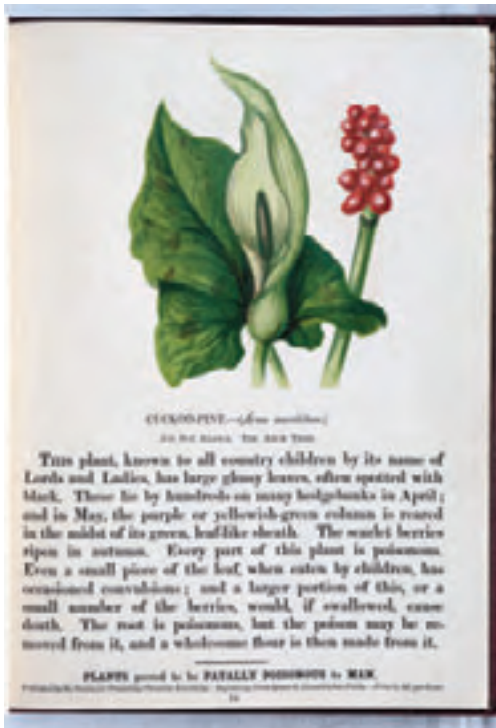 CUCKOO-PINT.—(Arum maculatum)
THIS plant, known to all country children by its name of
Lords and Ladies, has large glossy leaves, often spotted with
black. These lie by hundreds on many hedgebanks in April;
and in May, the purple or yellowish-green column is reared
in the midst of its green, leaf-like sheath. The scarlet berries
ripen in autumn. Every part of this plant is poisonous.
Even a small piece of the leaf, when eaten by children, has
occasioned convulsions; and a larger portion of this, or a
small number of the berries, would, if swallowed, cause
death. The root is poisonous, but the poison may be re-
moved from it, and a wholesome flour is then made from it.
PLANTS proved to be FATALLY POISONOUS to MAN.